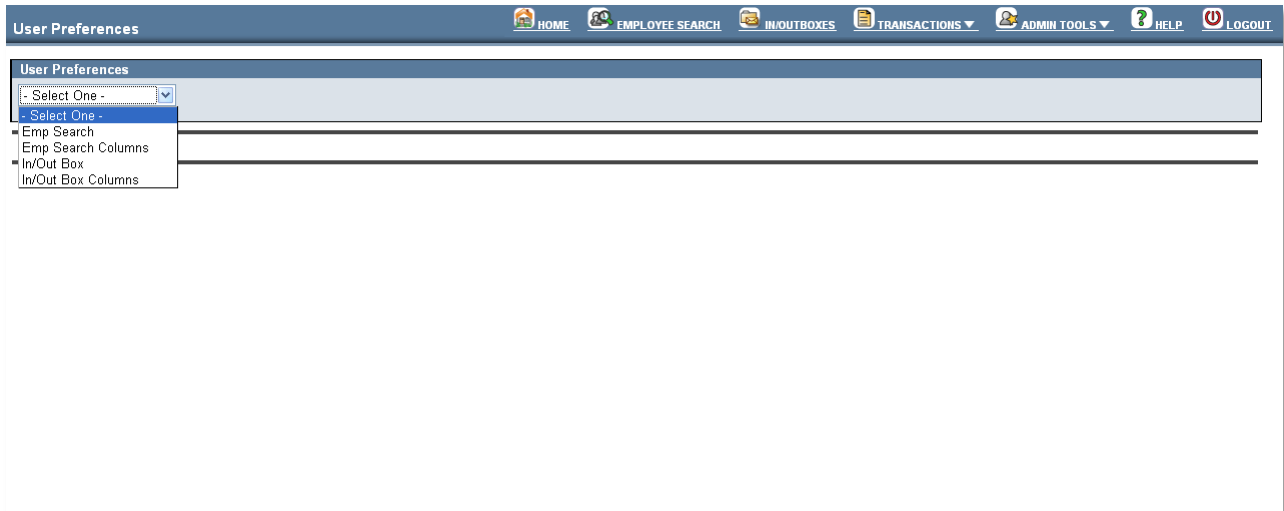 User Preferences HOME EMPLOYEE SEARCH IN/OUTBOXES TRANSACTIONS▼ ADMIN TOOLS▼ ? HELP LOGOUT
User Preferences
- Select One -
- Select One -
Emp Search
Emp Search Columns
In/Out Box
In/Out Box Columns